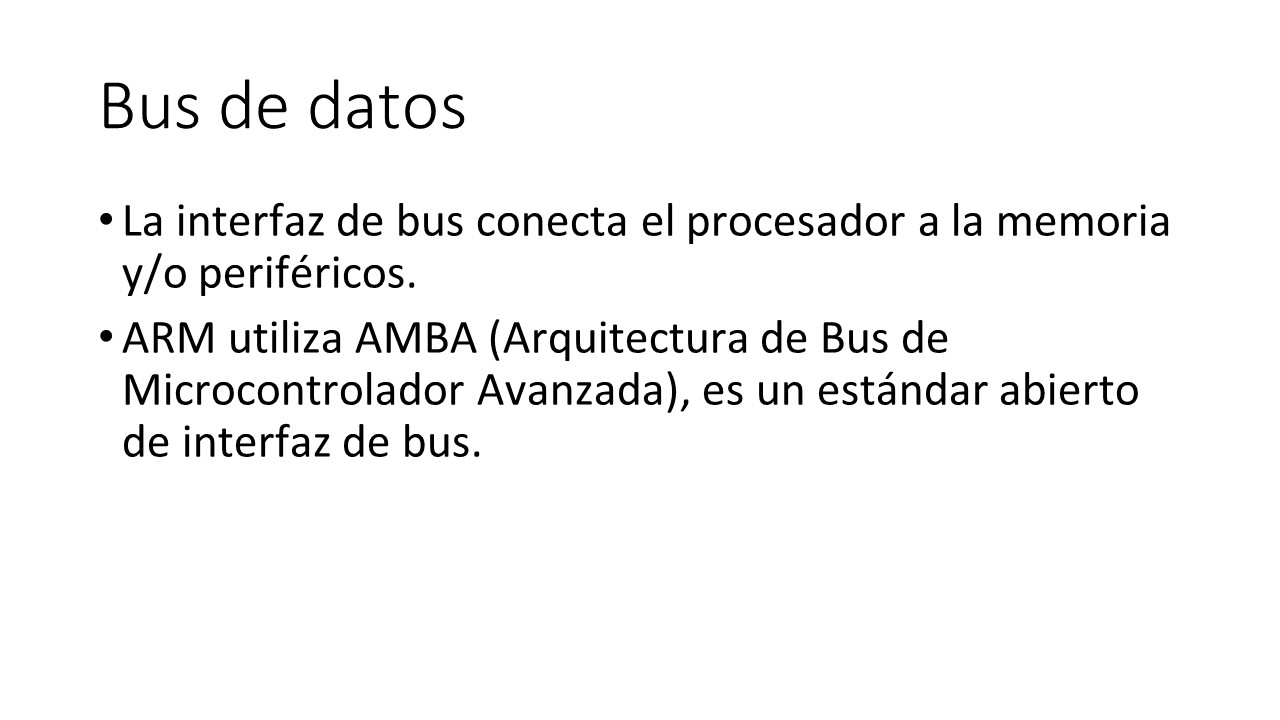 Bus de datos
• La interfaz de bus conecta el procesador a la memoria
y/o periféricos.
• ARM utiliza AMBA (Arquitectura de Bus de
Microcontrolador Avanzada), es un estándar abierto
de interfaz de bus.